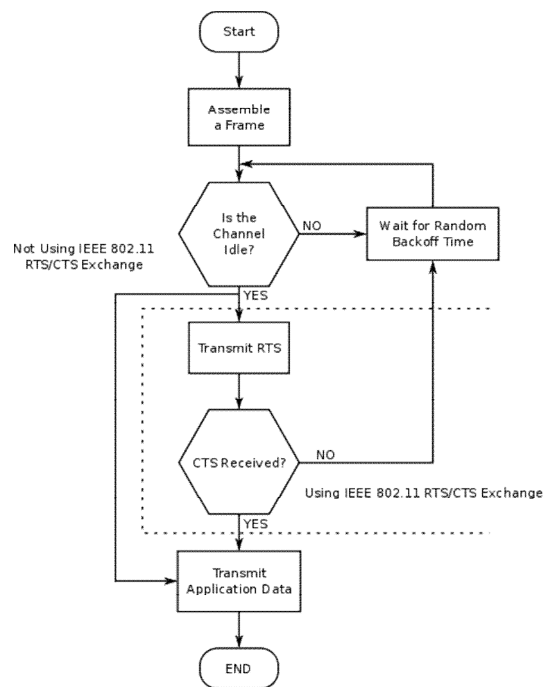 Start
Assemble
a Frame
Is the
Channel
Idle?
NO
Wait for Random
Backoff Time
Not Using IEEE 802.11
RTS/CTS Exchange
YES
Transmit RTS
CTS Received?
NO
Using IEEE 802.11 RTS/CTS Exchange
YES
Transmit
Application Data
END